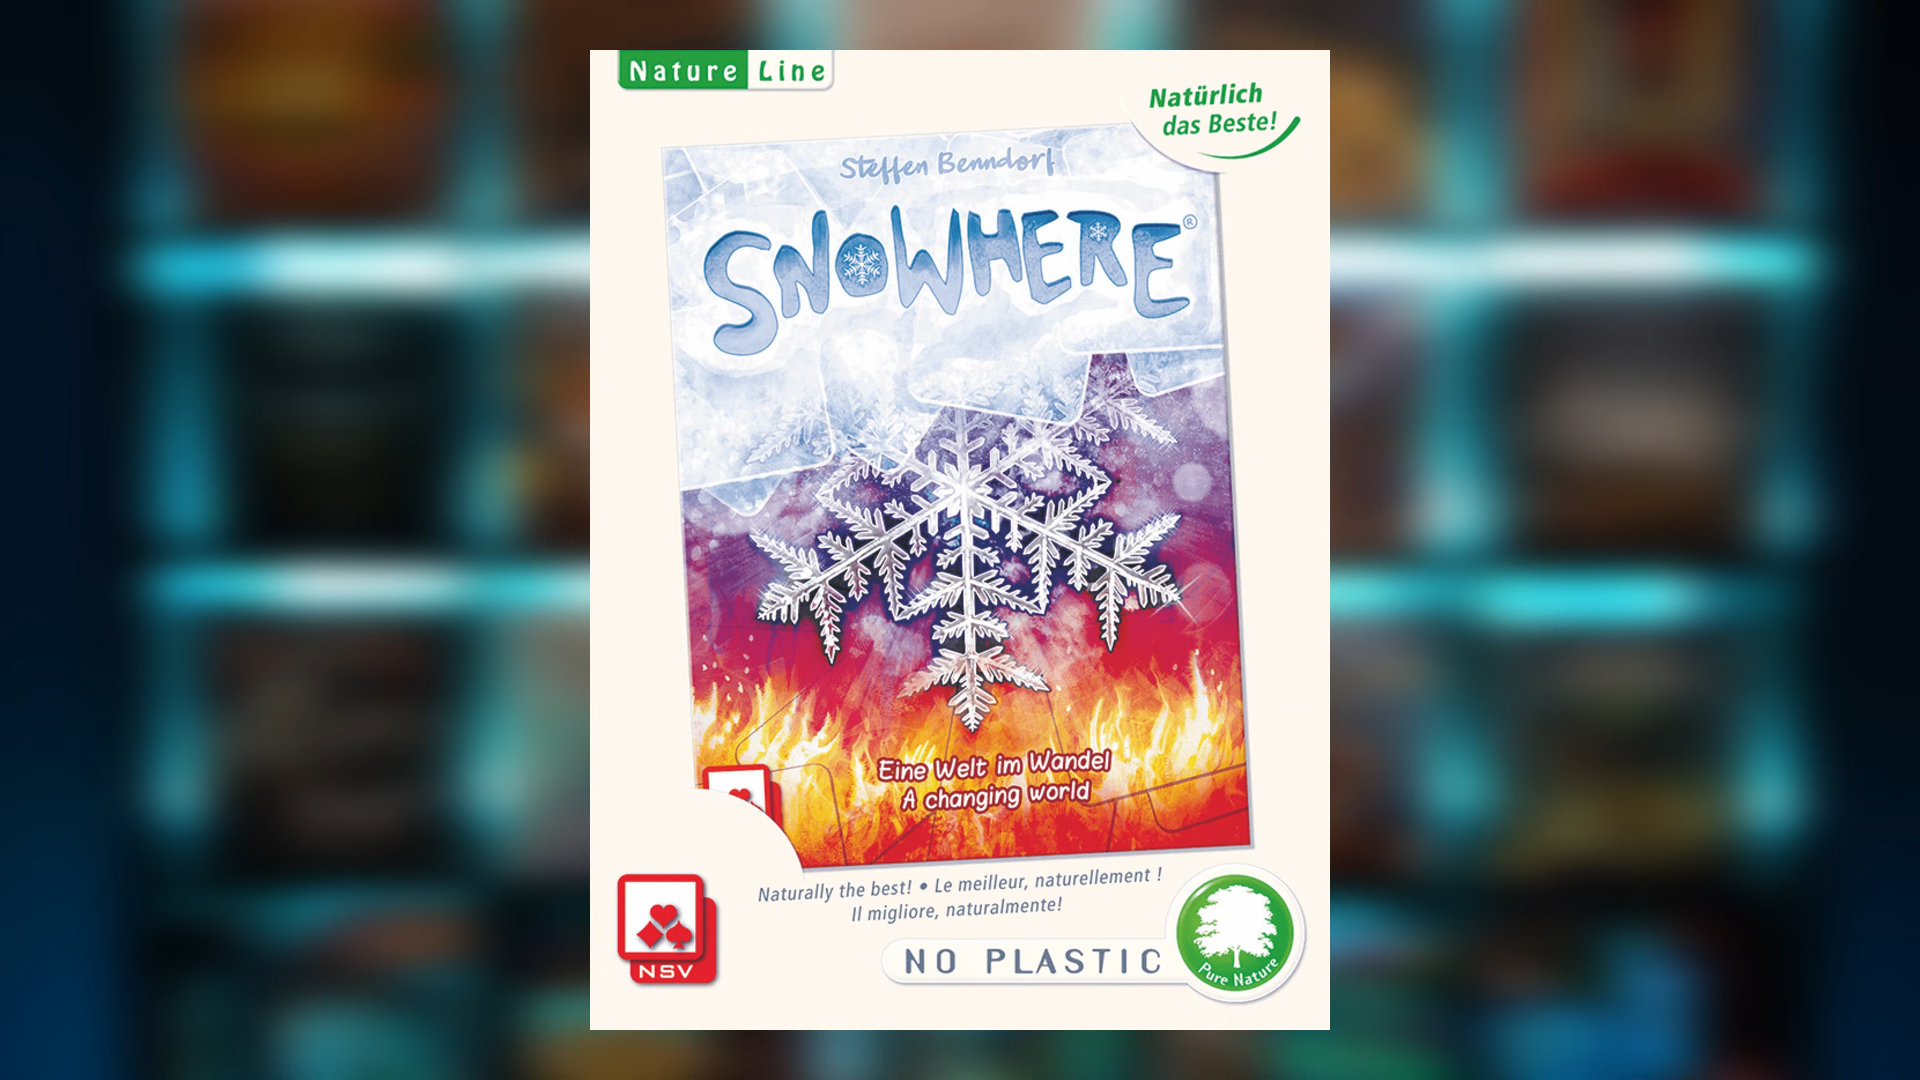 Nature Line
Natürlich
das Beste!
Steffen Benndorf
SNOWHERE®
Eine Welt im Wandel
A changing world
Naturally the best! • Le meilleur, naturellement !
Il migliore, naturalmente!
NO PLASTIC
Pure Nature
NSV